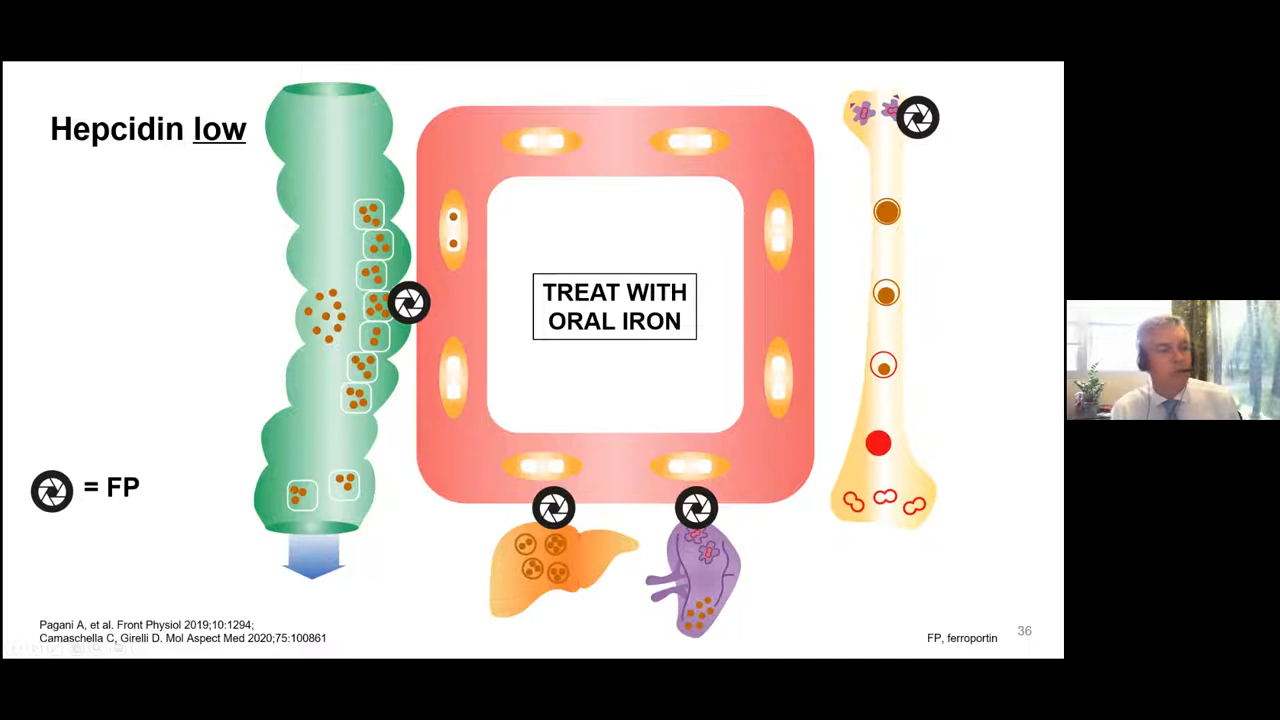 Hepcidin low
TREAT WITH
ORAL IRON
= FP
Pagani A, et al. Front Physiol 2019;10:1294;
Camaschella C, Girelli D. Mol Aspect Med 2020;75:100861
FP, ferroportin
36